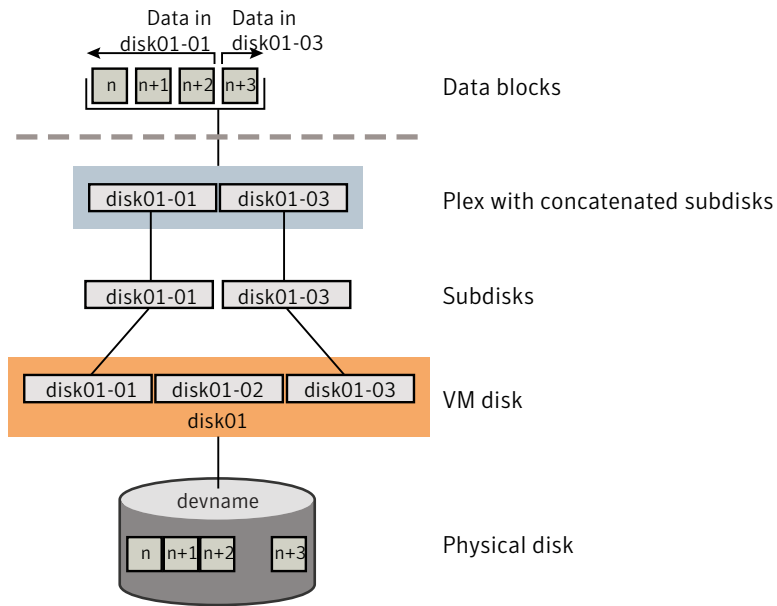 Data in
disk01-01
Data in
disk01-03
n n+1 n+2 n+3
Data blocks
disk01-01 disk01-03
Plex with concatenated subdisks
disk01-01 disk01-03
Subdisks
disk01-01 disk01-02 disk01-03
disk01
VM disk
devname
n n+1 n+2 n+3
Physical disk